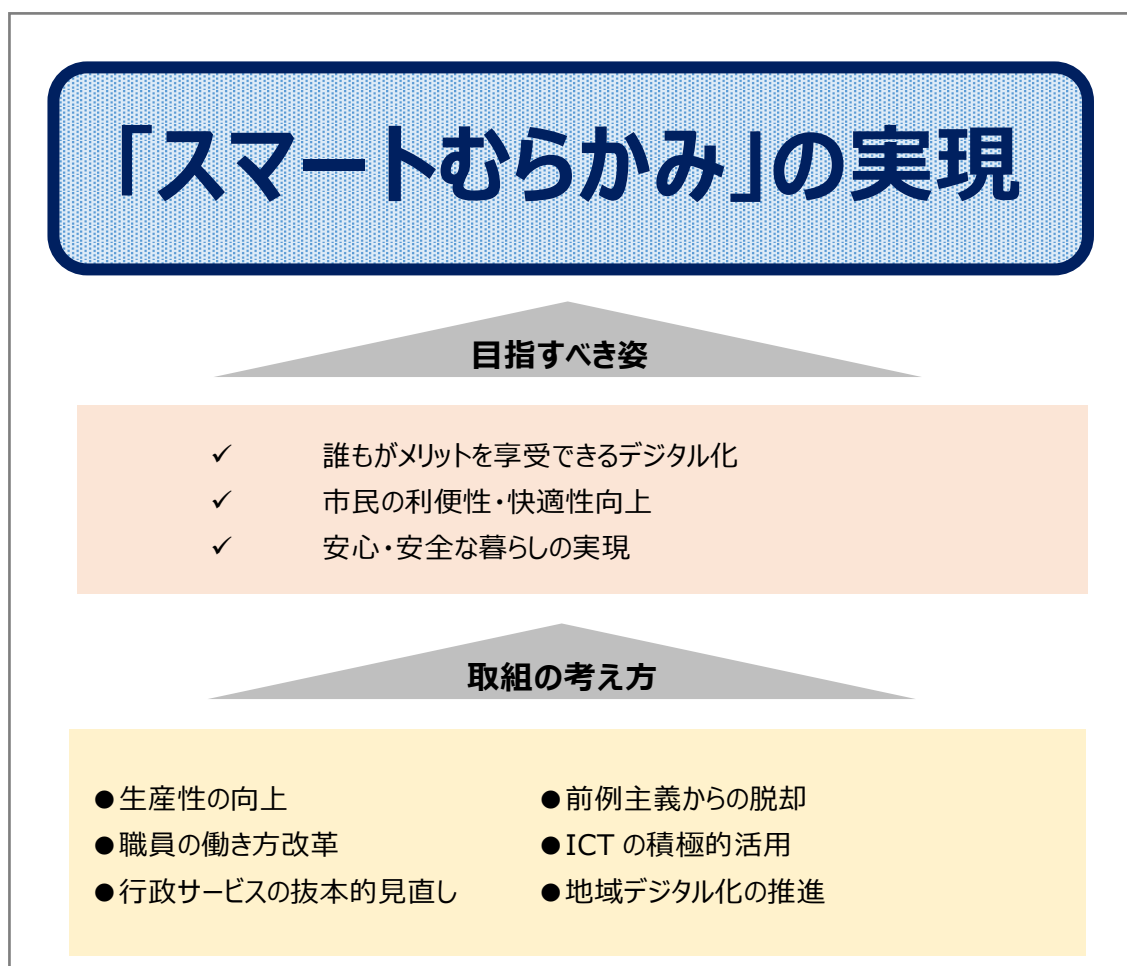 「スマートむらかみ」の実現
目指すべき姿
✓ 誰もがメリットを享受できるデジタル化
✓ 市民の利便性・快適性向上
✓ 安心・安全な暮らしの実現
取組の考え方
●生産性の向上
●職員の働き方改革
●行政サービスの抜本的見直し
●前例主義からの脱却
●ICT の積極的活用
●地域デジタル化の推進